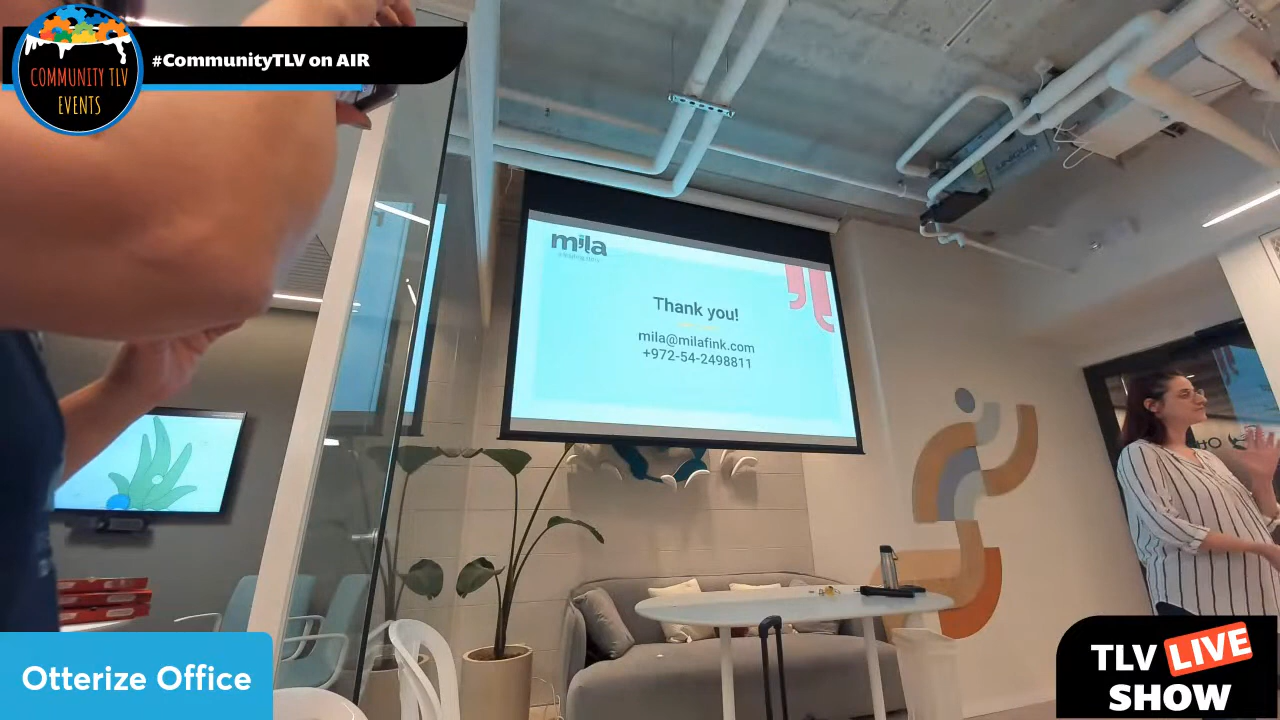 #CommunityTLV on AIR
COMMUNITY TLV
EVENTS
mila
Thank you!
mila@milafink.com
+972-54-2498811
Otterize Office
TLV LIVE
SHOW